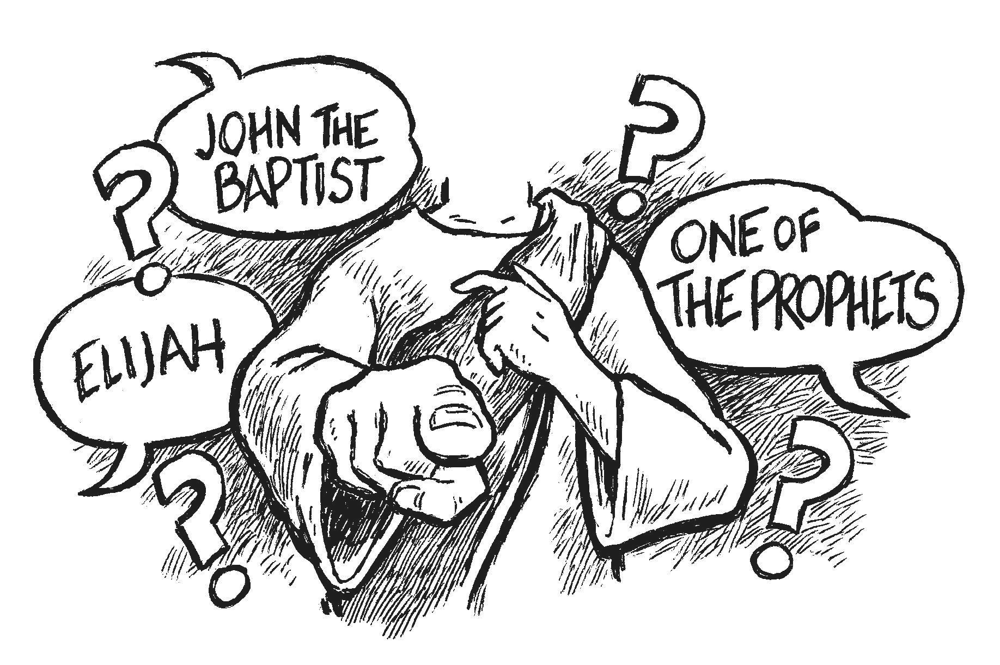 JOHN THE
BAPTIST
?
?
ONE OF
THE PROPHETS
ELIJAH
?
?